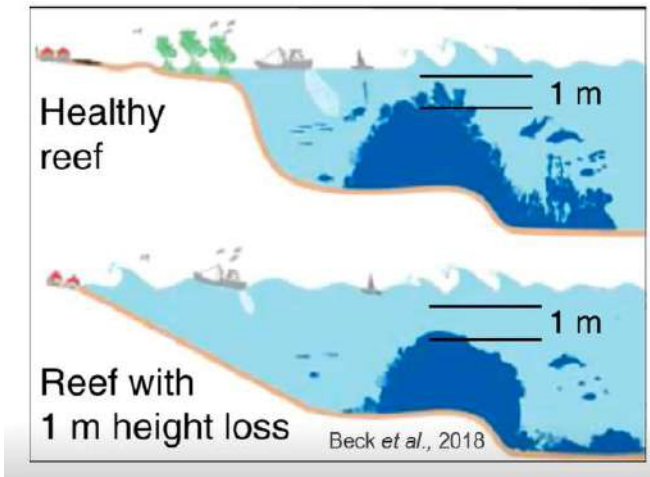 Healthy
reef
1 m
1 m
Reef with
1 m height loss
Beck et al., 2018